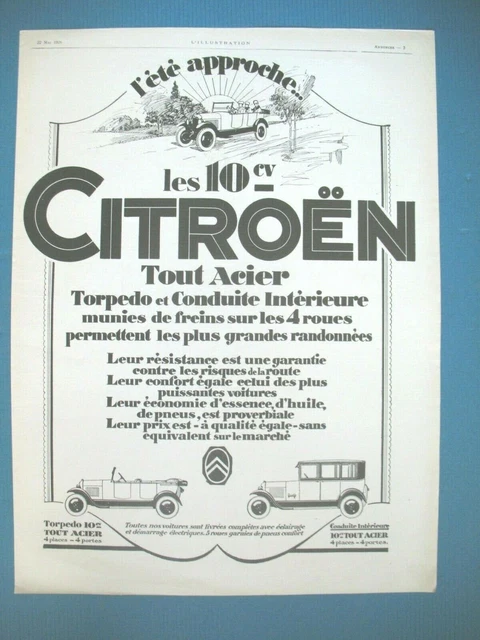 L'ILLUSTRATION
l'été approche...
les 10 cv
CITROËN
Tout Acier
Torpedo et Conduite Intérieure
munies de freins sur les 4 roues
permettent les plus grandes randonnées
Leur résistance est une garantie
contre les risques de la route
Leur confort égale celui des plus
puissantes voitures
Leur économie d'essence, d'huile,
de pneus, est proverbiale
Leur prix est - à qualité égale - sans
équivalent sur le marché
Torpedo 10cv
TOUT ACIER
4 places - 4 portes
Toutes nos voitures sont livrées complètes avec éclairage
et démarrage électriques. 5 roues garnies de pneus confort
Conduite Intérieure
10cv TOUT ACIER
4 places - 4 portes.